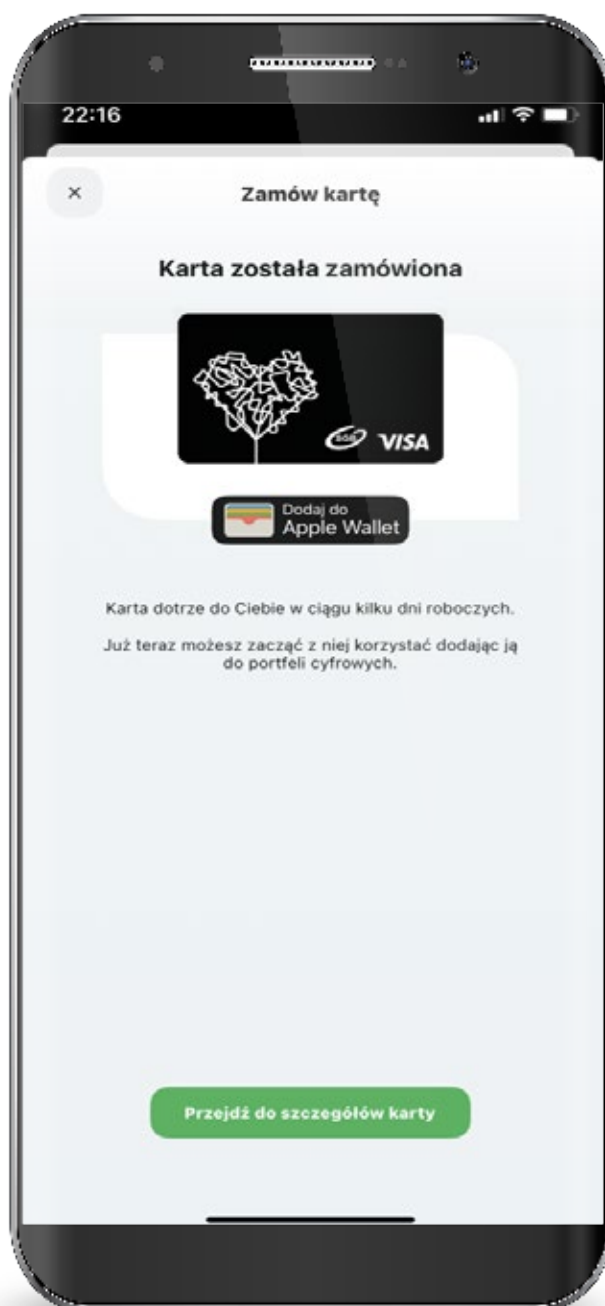 22:16
×
Zamów kartę
Karta została zamówiona
SGB VISA
Dodaj do
Apple Wallet
Karta dotrze do Ciebie w ciągu kilku dni roboczych.
Już teraz możesz zacząć z niej korzystać dodając ją
do portfeli cyfrowych.
Przejdź do szczegółów karty